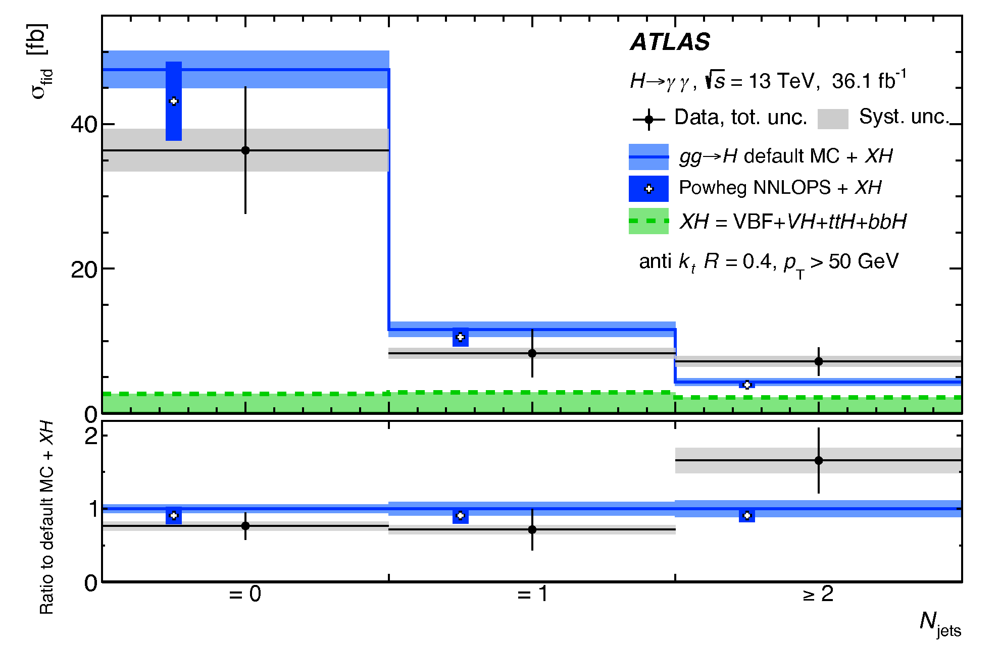 σfid [fb]
ATLAS
H→γ γ, √s = 13 TeV, 36.1 fb⁻¹
Data, tot. unc. Syst. unc.
gg→H default MC + XH
Powheg NNLOPS + XH
XH = VBF+VH+ttH+bbH
anti kt R = 0.4, pT > 50 GeV
40
20
0
Ratio to default MC + XH
2
1
0
= 0 = 1 ≥ 2
Njets